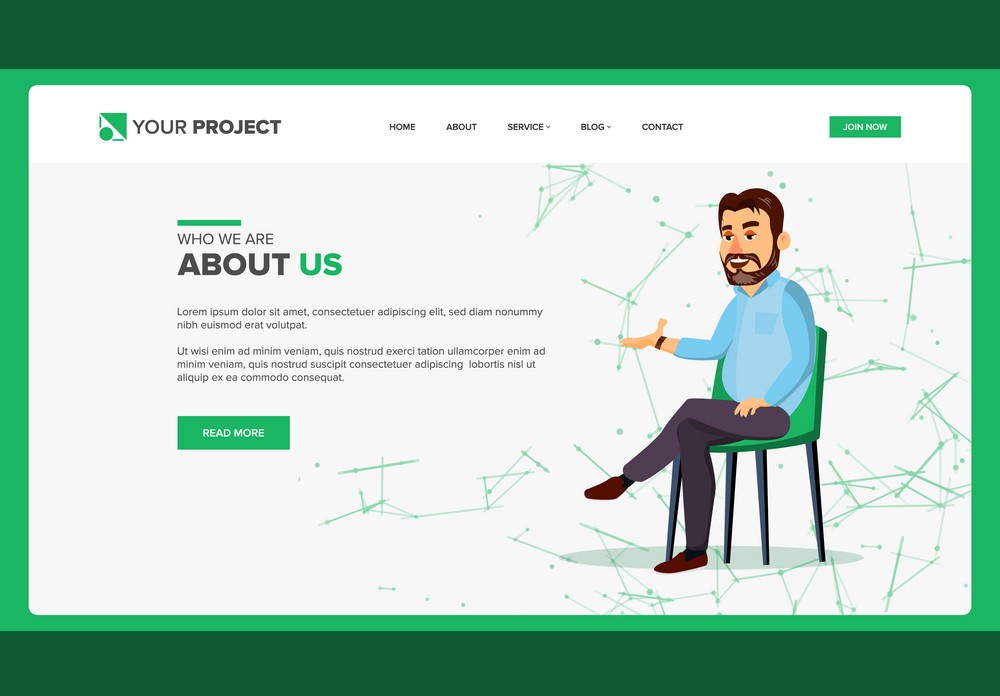 YOUR PROJECT
HOME ABOUT SERVICE BLOG CONTACT
JOIN NOW
WHO WE ARE
ABOUT US
Lorem ipsum dolor sit amet, consectetuer adipiscing elit, sed diam nonummy
nibh euismod erat volutpat.
Ut wisi enim ad minim veniam, quis nostrud exerci tation ullamcorper enim ad
minim veniam, quis nostrud suscipit consectetuer adipiscing  lobortis nisl ut
aliquip ex ea commodo consequat.
READ MORE